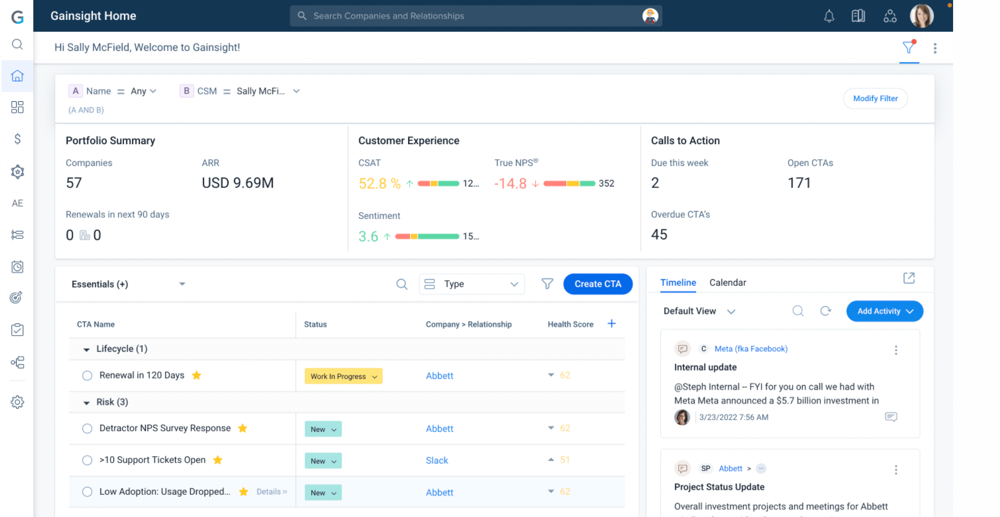 G
Gainsight Home
Search Companies and Relationships
Hi Sally McField, Welcome to Gainsight!
A Name = Any
B CSM = Sally McFi...
(A AND B)
Modify Filter
Portfolio Summary
Companies
57
ARR
USD 9.69M
Renewals in next 90 days
0 0
Customer Experience
CSAT
52.8 % ↑ 12...
True NPS®
-14.8 ↓ 352
Sentiment
3.6 ↑ 15...
Calls to Action
Due this week
2
Open CTAs
171
Overdue CTA’s
45
AE
Essentials (+)
Type
Create CTA
CTA Name Status Company > Relationship Health Score +
Lifecycle (1)
Renewal in 120 Days Work In Progress Abbett 62
Risk (3)
Detractor NPS Survey Response New Abbett 62
>10 Support Tickets Open New Slack 51
Low Adoption: Usage Dropped... Details » New Abbett 62
Timeline Calendar
Default View
Add Activity
C Meta (fka Facebook)
Internal update
@Steph Internal -- FYI for you on call we had with
Meta Meta announced a $5.7 billion investment in
3/23/2022 7:56 AM
SP Abbett > ...
Project Status Update
Overall investment projects and meetings for Abbett